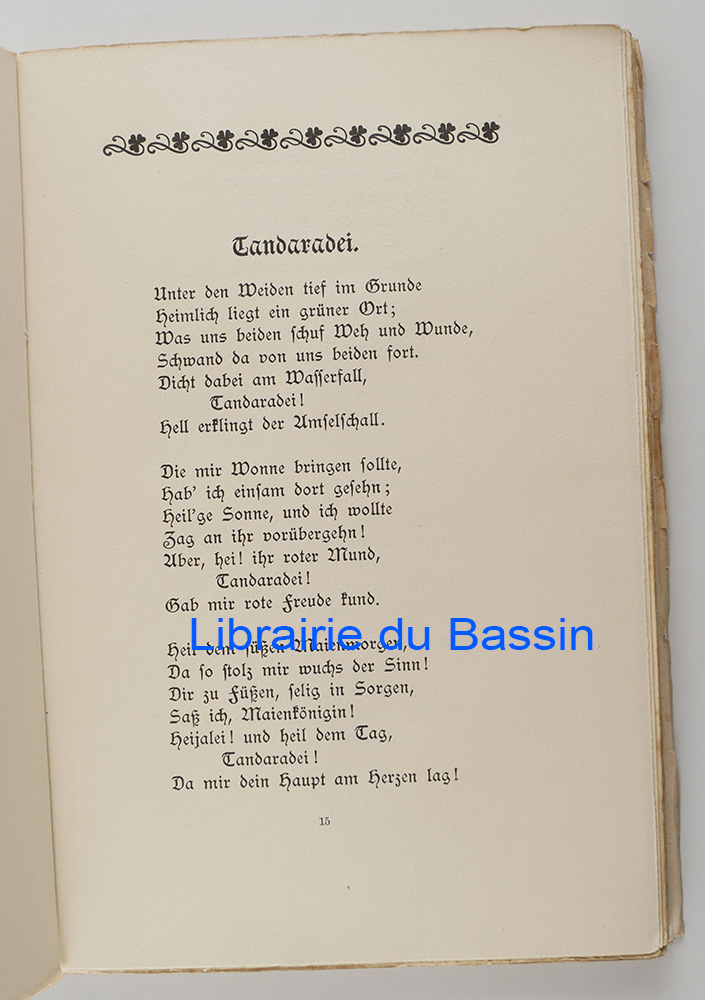 Tandaradei.
Unter den Weiden tief im Grunde
Heimlich liegt ein grüner Ort;
Was uns beiden schuf Weh und Wunde,
Schwand da von uns beiden fort.
Dicht dabei am Wasserfall,
Tandaradei!
Hell erklingt der Amselschall.
Die mir Wonne bringen sollte,
Hab' ich einsam dort gesehn;
Heil'ge Sonne, und ich wollte
Zag an ihr vorübergehn!
Aber, hei! ihr roter Mund,
Tandaradei!
Gab mir rote Freude kund.
Librairie du Bassin
Heil dem süßen Maienmorgen,
Da so stolz mir wuchs der Sinn!
Dir zu Füßen, selig in Sorgen,
Saß ich, Maienkönigin!
Heijalei! und heil dem Tag,
Tandaradei!
Da mir dein Haupt am Herzen lag!
15